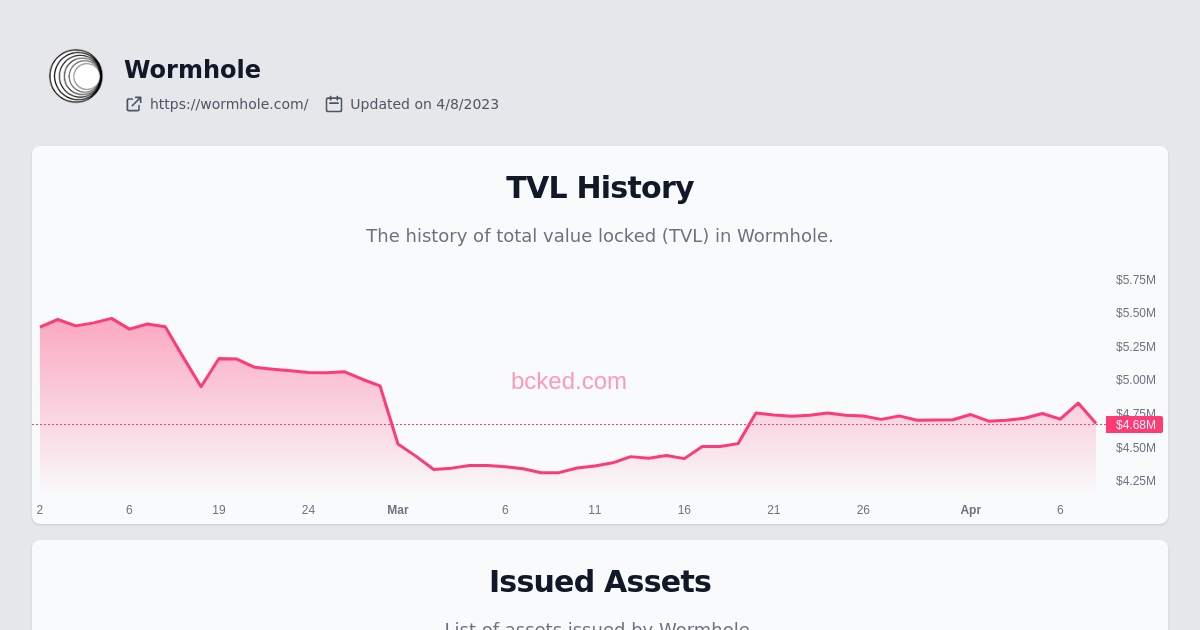 Wormhole
https://wormhole.com/ Updated on 4/8/2023
TVL History
The history of total value locked (TVL) in Wormhole.
$5.75M
$5.50M
$5.25M
$5.00M
bcked.com
$4.75M
$4.68M
$4.50M
$4.25M
2 6 19 24 Mar 6 11 16 21 26 Apr 6
Issued Assets
List of assets issued by Wormhole.